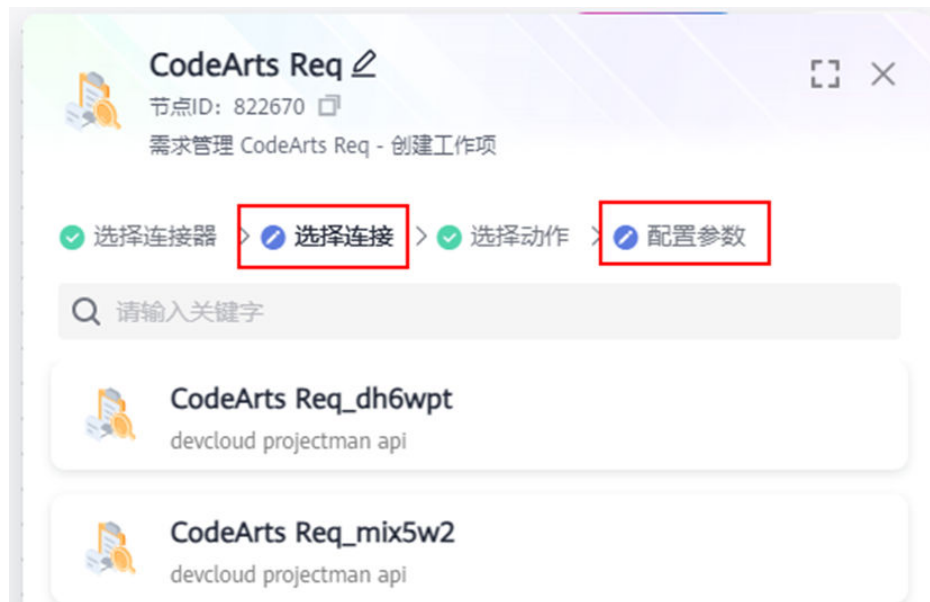 CodeArts Req
节点ID: 822670
需求管理 CodeArts Req - 创建工作项
选择连接器 > 选择连接 > 选择动作 > 配置参数
请输入关键字
CodeArts Req_dh6wpt
devcloud projectman api
CodeArts Req_mix5w2
devcloud projectman api